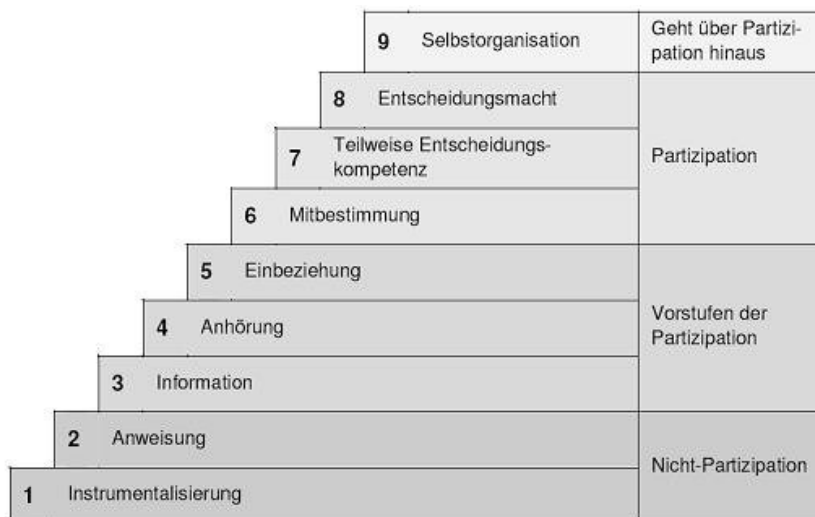 9 Selbstorganisation
Geht über Partizi-
pation hinaus
8 Entscheidungsmacht
7 Teilweise Entscheidungs-
kompetenz
Partizipation
6 Mitbestimmung
5 Einbeziehung
4 Anhörung
Vorstufen der
Partizipation
3 Information
2 Anweisung
Nicht-Partizipation
1 Instrumentalisierung